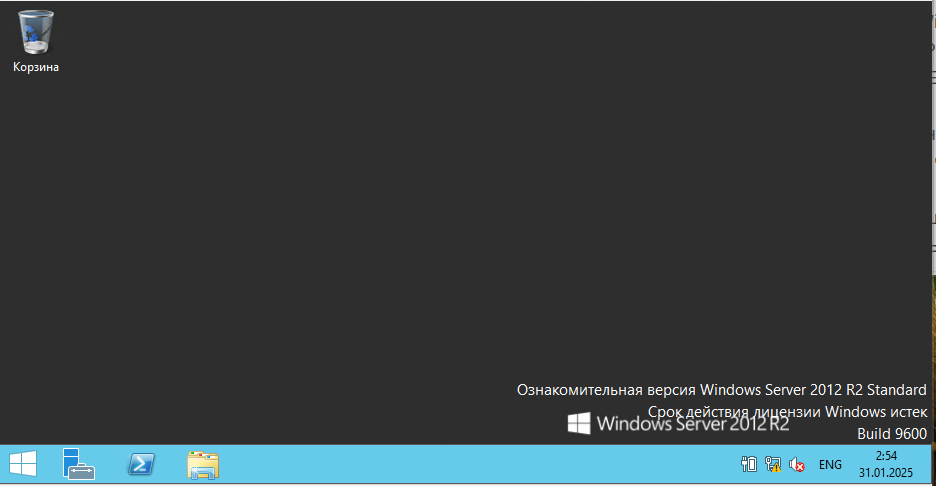 Корзина
Ознакомительная версия Windows Server 2012 R2 Standard
Срок действия лицензии Windows истек
Windows Server 2012 R2
Build 9600
ENG
2:54
31.01.2025